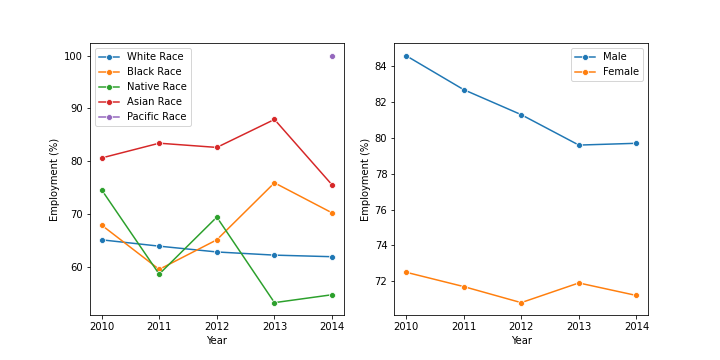 100
90
80
70
60
Employment (%)
2010 2011 2012 2013 2014
Year
White Race
Black Race
Native Race
Asian Race
Pacific Race
84
82
80
78
76
74
72
Employment (%)
2010 2011 2012 2013 2014
Year
Male
Female